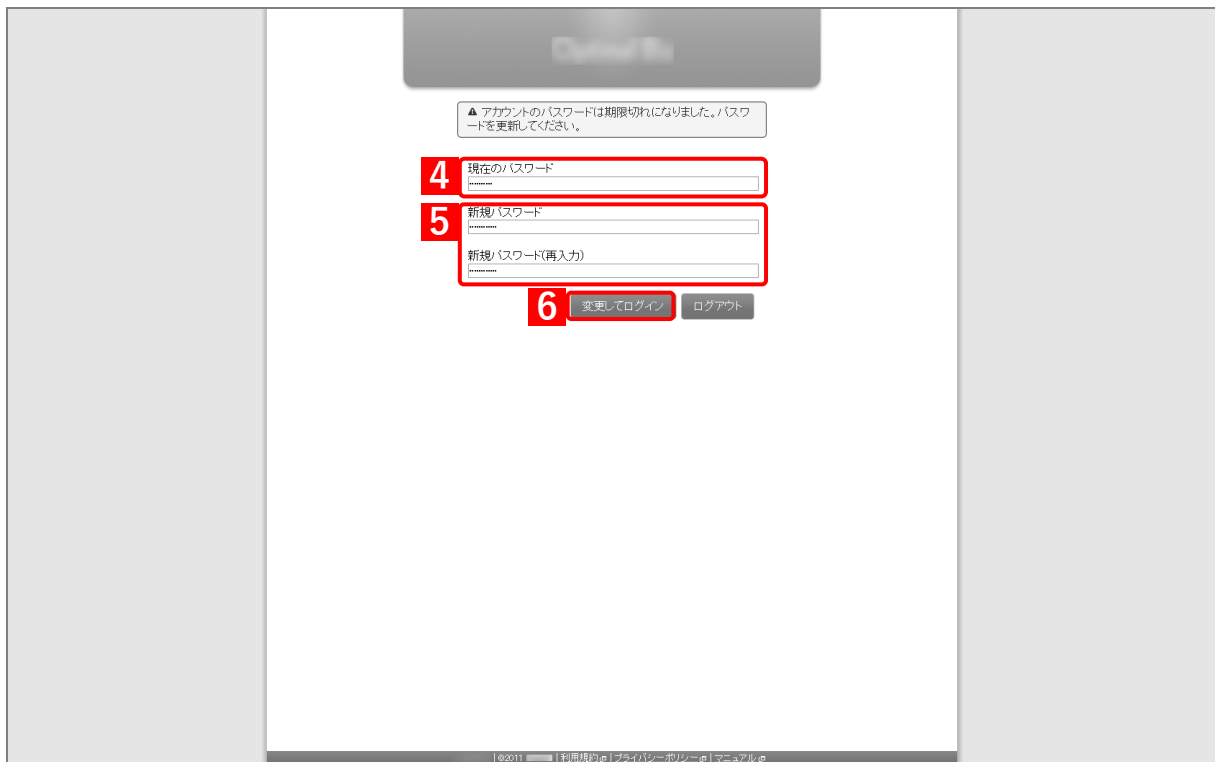 ▲ アカウントのパスワードは期限切れになりました。パスワ
ードを更新してください。
4
現在のパスワード
5
新規パスワード
新規パスワード(再入力)
6
変更してログイン
ログアウト
| ©2011 | 利用規約 | プライバシーポリシー | マニュアル